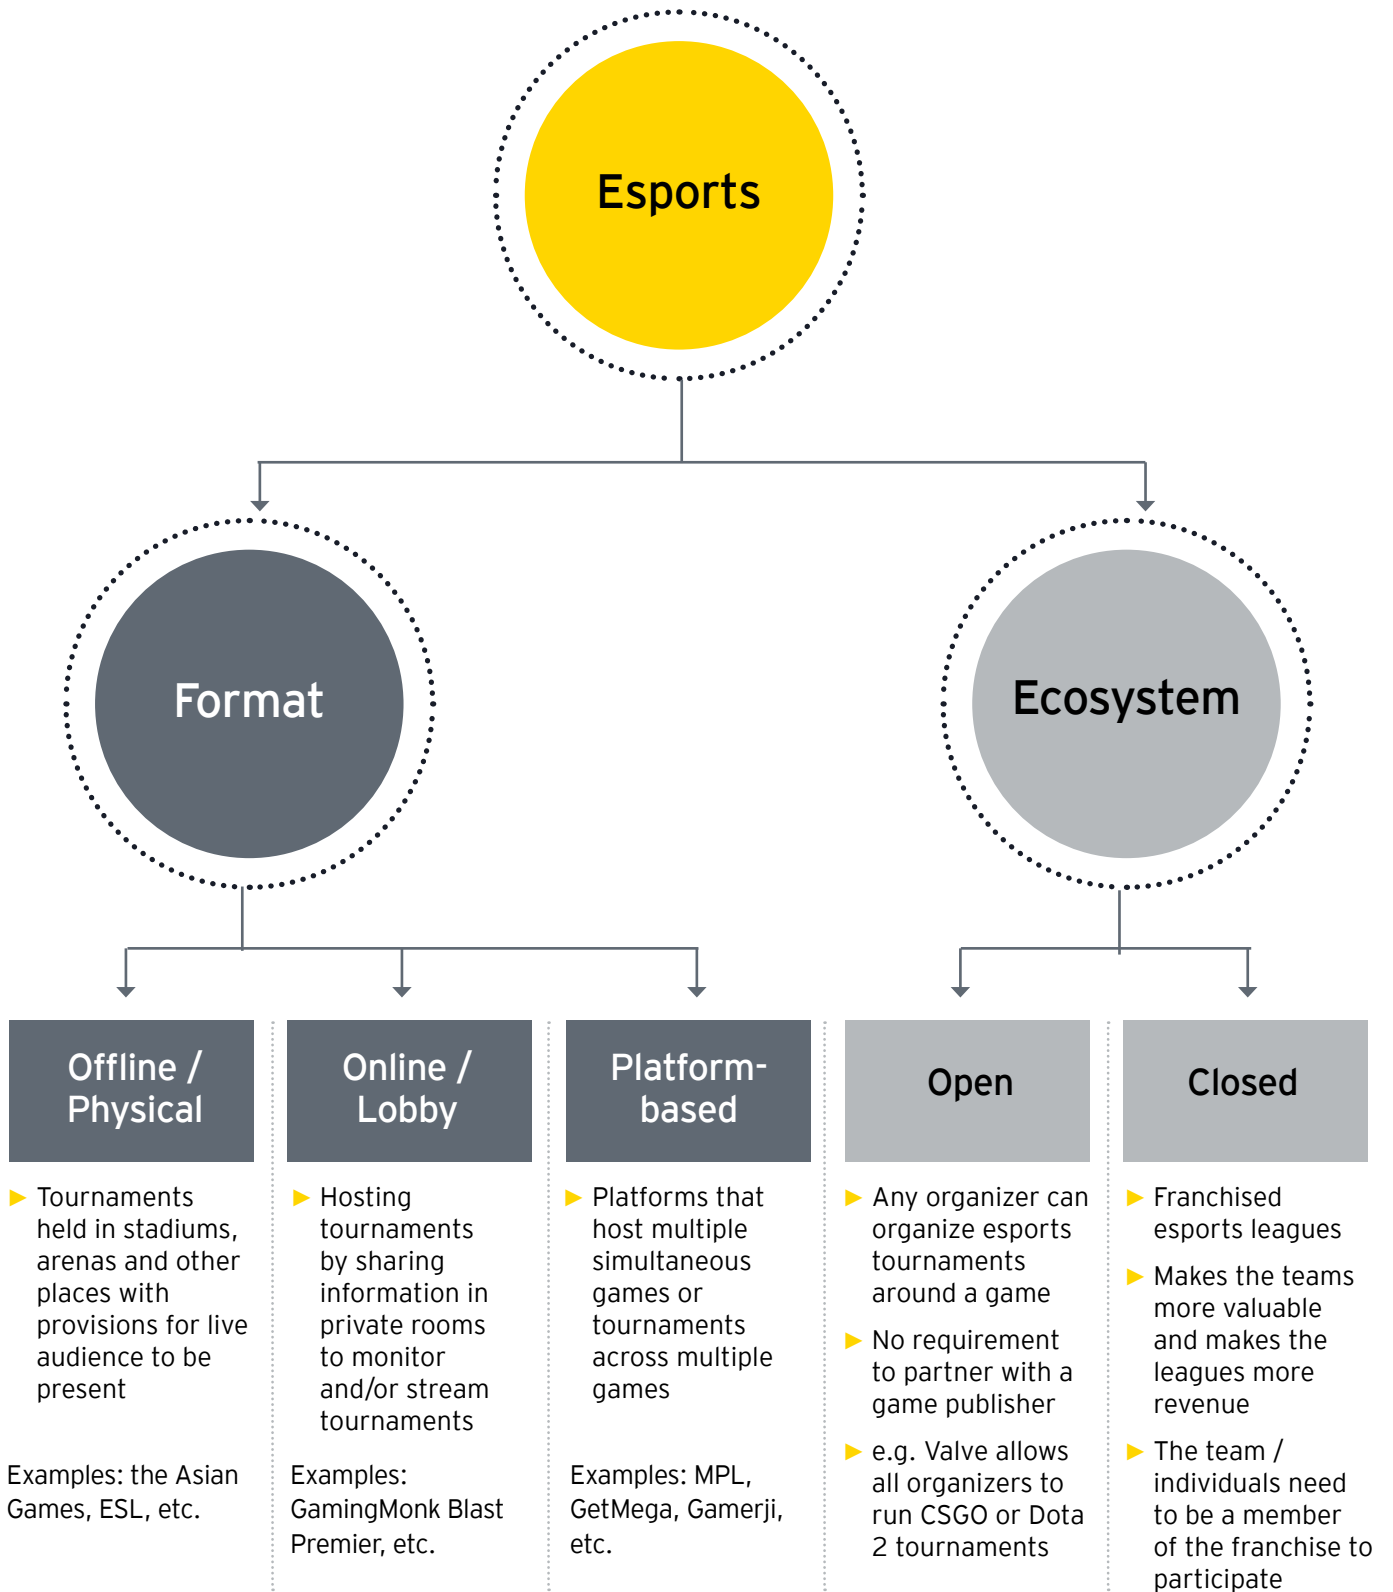 Esports
Format
Ecosystem
Offline /
Physical
Online /
Lobby
Platform-
based
Open
Closed
► Tournaments
held in stadiums,
arenas and other
places with
provisions for live
audience to be
present
Examples: the Asian
Games, ESL, etc.
► Hosting
tournaments
by sharing
information in
private rooms
to monitor
and/or stream
tournaments
Examples:
GamingMonk Blast
Premier, etc.
► Platforms that
host multiple
simultaneous
games or
tournaments
across multiple
games
Examples: MPL,
GetMega, Gamerji,
etc.
► Any organizer can
organize esports
tournaments
around a game
► No requirement
to partner with a
game publisher
► e.g. Valve allows
all organizers to
run CSGO or Dota
2 tournaments
► Franchised
esports leagues
► Makes the teams
more valuable
and makes the
leagues more
revenue
► The team /
individuals need
to be a member
of the franchise to
participate